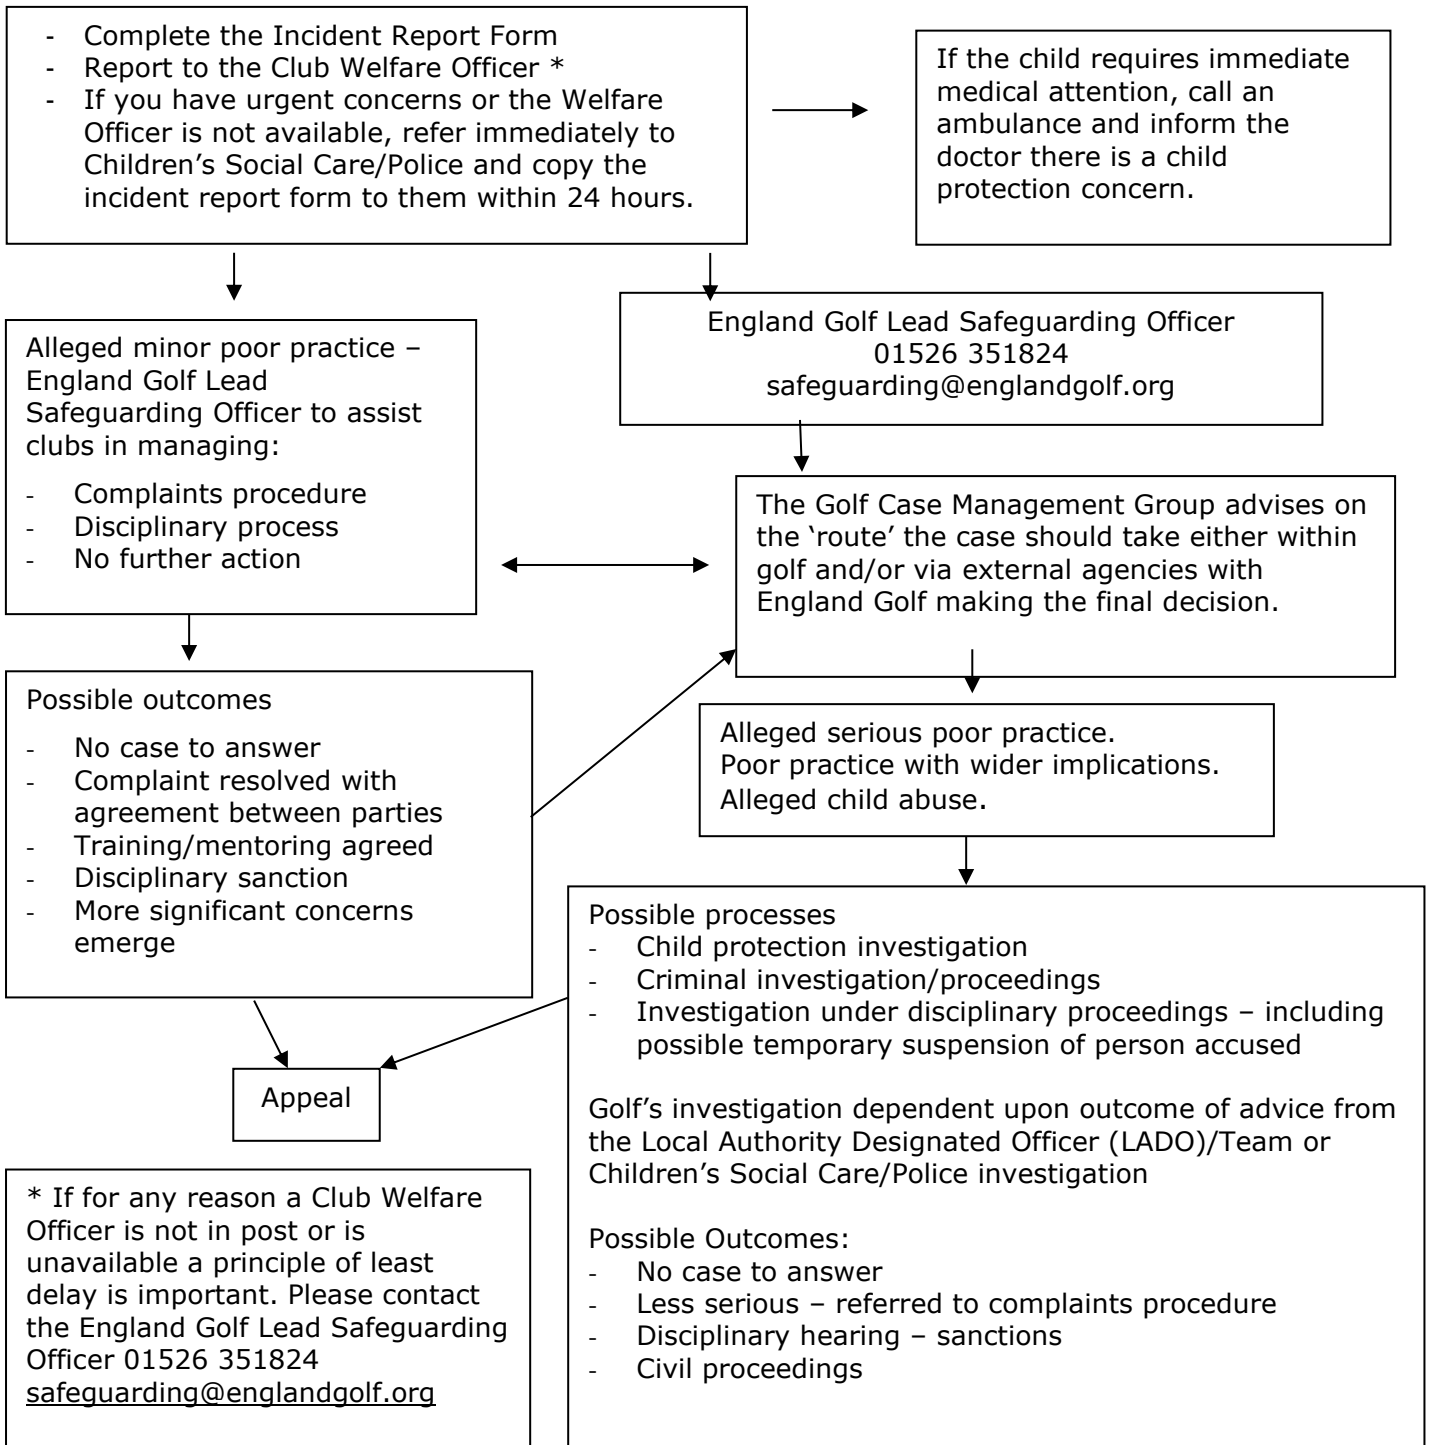 - Complete the Incident Report Form
- Report to the Club Welfare Officer *
- If you have urgent concerns or the Welfare
Officer is not available, refer immediately to
Children’s Social Care/Police and copy the
incident report form to them within 24 hours.
If the child requires immediate
medical attention, call an
ambulance and inform the
doctor there is a child
protection concern.
England Golf Lead Safeguarding Officer
01526 351824
safeguarding@englandgolf.org
Alleged minor poor practice –
England Golf Lead
Safeguarding Officer to assist
clubs in managing:
- Complaints procedure
- Disciplinary process
- No further action
The Golf Case Management Group advises on
the ‘route’ the case should take either within
golf and/or via external agencies with
England Golf making the final decision.
Possible outcomes
- No case to answer
- Complaint resolved with
agreement between parties
- Training/mentoring agreed
- Disciplinary sanction
- More significant concerns
emerge
Alleged serious poor practice.
Poor practice with wider implications.
Alleged child abuse.
Possible processes
- Child protection investigation
- Criminal investigation/proceedings
- Investigation under disciplinary proceedings – including
possible temporary suspension of person accused
Golf’s investigation dependent upon outcome of advice from
the Local Authority Designated Officer (LADO)/Team or
Children’s Social Care/Police investigation
Possible Outcomes:
- No case to answer
- Less serious – referred to complaints procedure
- Disciplinary hearing – sanctions
- Civil proceedings
Appeal
* If for any reason a Club Welfare
Officer is not in post or is
unavailable a principle of least
delay is important. Please contact
the England Golf Lead Safeguarding
Officer 01526 351824
safeguarding@englandgolf.org